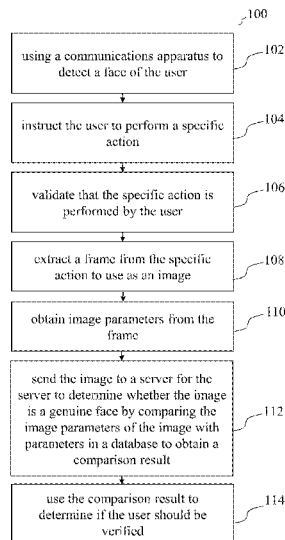 100
using a communications apparatus to
detect a face of the user
102
instruct the user to perform a specific
action
104
validate that the specific action is
performed by the user
106
extract a frame from the specific
action to use as an image
108
obtain image parameters from the
frame
110
send the image to a server for the
server to determine whether the image
is a genuine face by comparing the
image parameters of the image with
parameters in a database to obtain a
comparison result
112
use the comparison result to
determine if the user should be
verified
114